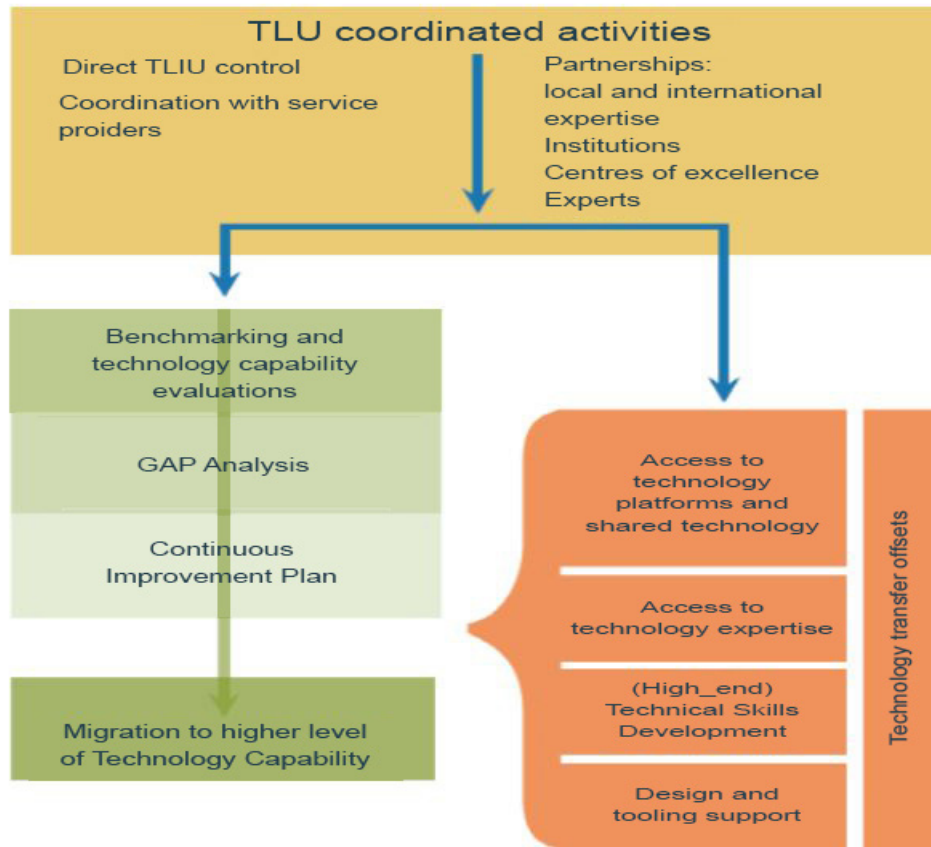 TLU coordinated activities
Direct TLIU control
Coordination with service
proiders
Partnerships:
local and international
expertise
Institutions
Centres of excellence
Experts
Benchmarking and
technology capability
evaluations
GAP Analysis
Continuous
Improvement Plan
Migration to higher level
of Technology Capability
Access to
technology
platforms and
shared technology
Access to
technology expertise
(High_end)
Technical Skills
Development
Design and
tooling support
Technology transfer offsets